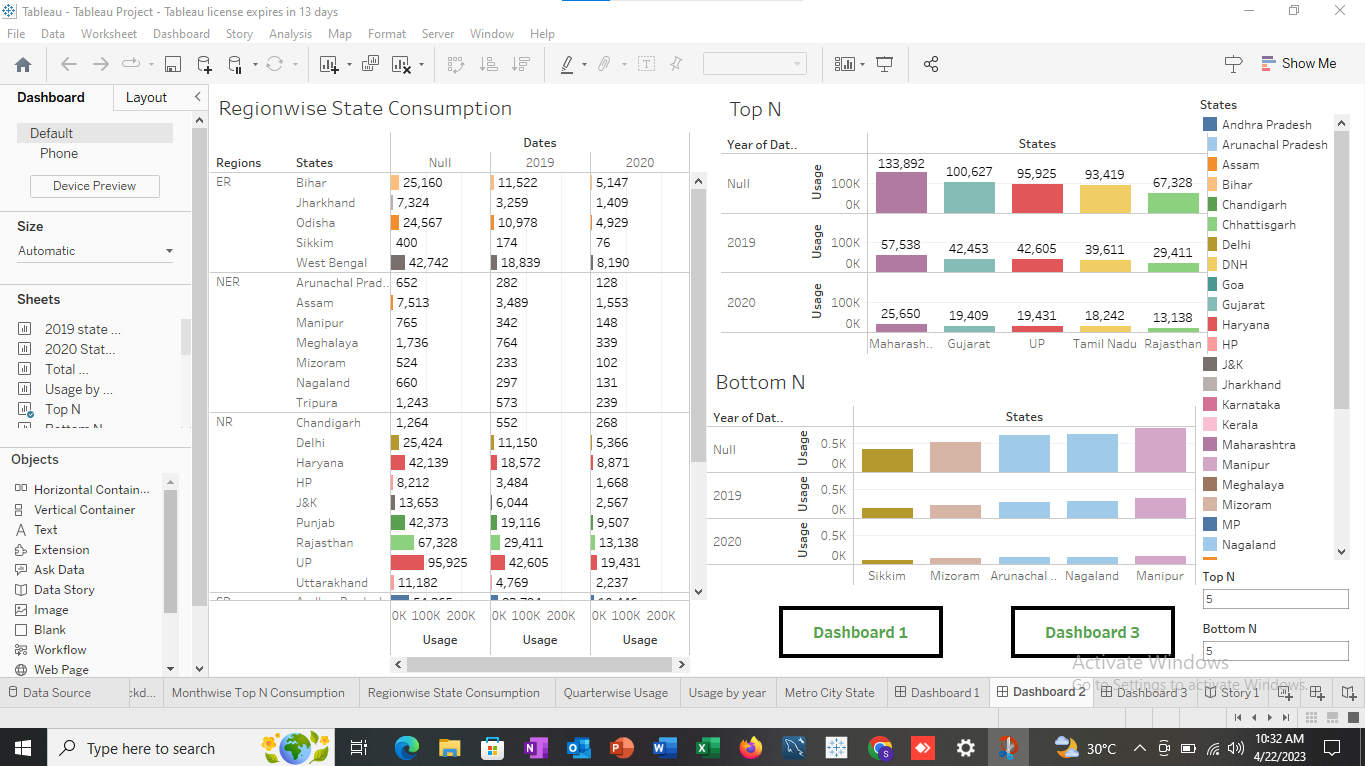 Tableau - Tableau Project - Tableau license expires in 13 days
File Data Worksheet Dashboard Story Analysis Map Format Server Window Help
Show Me
Dashboard Layout
Default
Phone
Device Preview
Size
Automatic
Sheets
2019 state ...
2020 Stat...
Total ...
Usage by ...
Top N
Bottom N
Objects
Horizontal Contain...
Vertical Container
Text
Extension
Ask Data
Data Story
Image
Blank
Workflow
Web Page
Regionwise State Consumption
Dates
Regions States Null 2019 2020
ER Bihar 25,160 11,522 5,147
Jharkhand 7,324 3,259 1,409
Odisha 24,567 10,978 4,929
Sikkim 400 174 76
West Bengal 42,742 18,839 8,190
NER Arunachal Prad.. 652 282 128
Assam 7,513 3,489 1,553
Manipur 765 342 148
Meghalaya 1,736 764 339
Mizoram 524 233 102
Nagaland 660 297 131
Tripura 1,243 573 239
NR Chandigarh 1,264 552 268
Delhi 25,424 11,150 5,366
Haryana 42,139 18,572 8,871
HP 8,212 3,484 1,668
J&K 13,653 6,044 2,567
Punjab 42,373 19,116 9,507
Rajasthan 67,328 29,411 13,138
UP 95,925 42,605 19,431
Uttarakhand 11,182 4,769 2,237
0K 100K 200K 0K 100K 200K 0K 100K 200K
Usage Usage Usage
Top N
Year of Dat.. States
Null Usage 100K 0K 133,892 100,627 95,925 93,419 67,328
2019 Usage 100K 0K 57,538 42,453 42,605 39,611 29,411
2020 Usage 100K 0K 25,650 19,409 19,431 18,242 13,138
Maharash.. Gujarat UP Tamil Nadu Rajasthan
Bottom N
Year of Dat.. States
Null Usage 0.5K 0K
2019 Usage 0.5K 0K
2020 Usage 0.5K 0K
Sikkim Mizoram Arunachal .. Nagaland Manipur
Dashboard 1 Dashboard 3
States
Andhra Pradesh
Arunachal Pradesh
Assam
Bihar
Chandigarh
Chhattisgarh
Delhi
DNH
Goa
Gujarat
Haryana
HP
J&K
Jharkhand
Karnataka
Kerala
Maharashtra
Manipur
Meghalaya
Mizoram
MP
Nagaland
Top N
5
Bottom N
5
Activate Windows
Go to Settings to activate Windows.
Data Source ckd... Monthwise Top N Consumption Regionwise State Consumption Quarterwise Usage Usage by year Metro City State Dashboard 1 Dashboard 2 Dashboard 3 Story 1
Type here to search
30°C
10:32 AM
4/22/2023